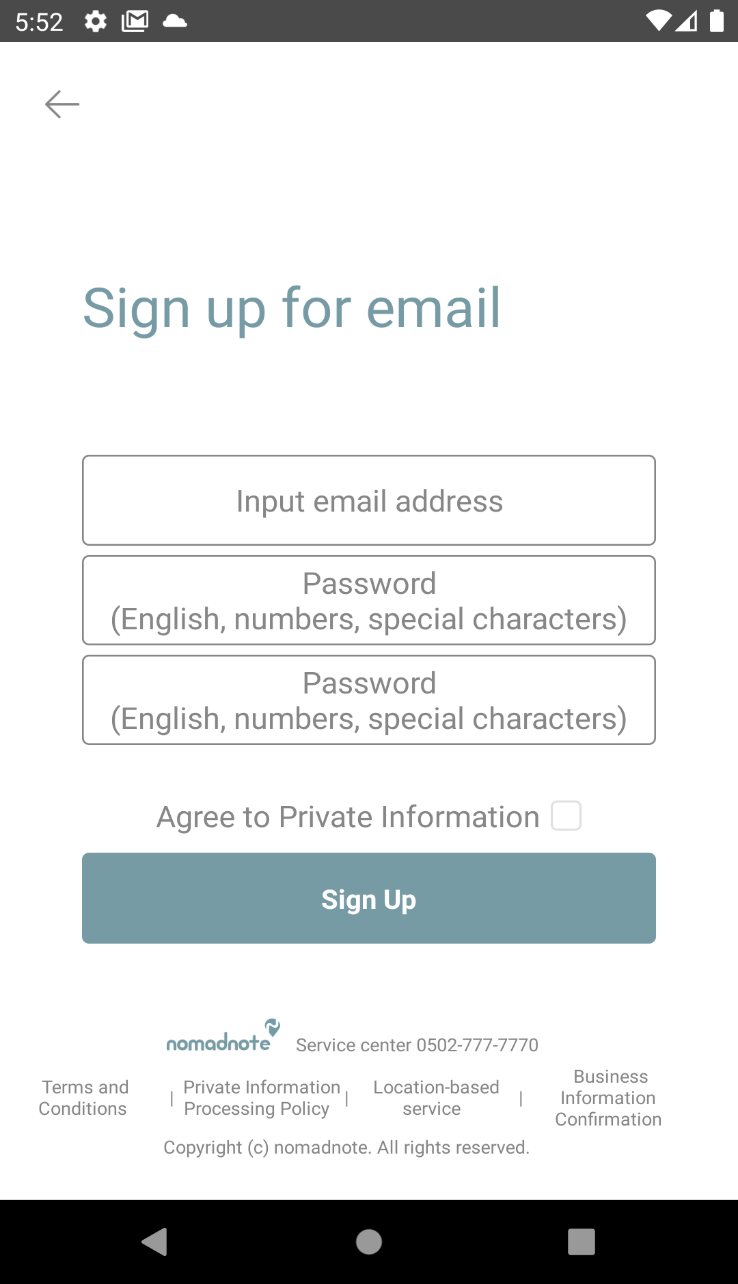 5:52
Sign up for email
Input email address
Password
(English, numbers, special characters)
Password
(English, numbers, special characters)
Agree to Private Information
Sign Up
nomadnote Service center 0502-777-7770
Terms and
Conditions
|
Private Information
Processing Policy
|
Location-based
service
|
Business
Information
Confirmation
Copyright (c) nomadnote. All rights reserved.